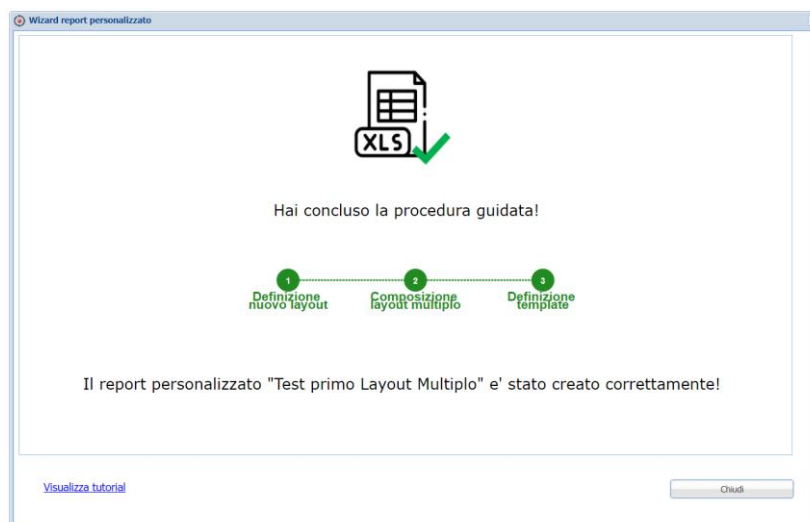 Wizard report personalizzato
XLS
Hai concluso la procedura guidata!
1
2
3
Definizione
nuovo layout
Composizione
layout multiplo
Definizione
template
Il report personalizzato "Test primo Layout Multiplo" e' stato creato correttamente!
Visualizza tutorial
Chiudi